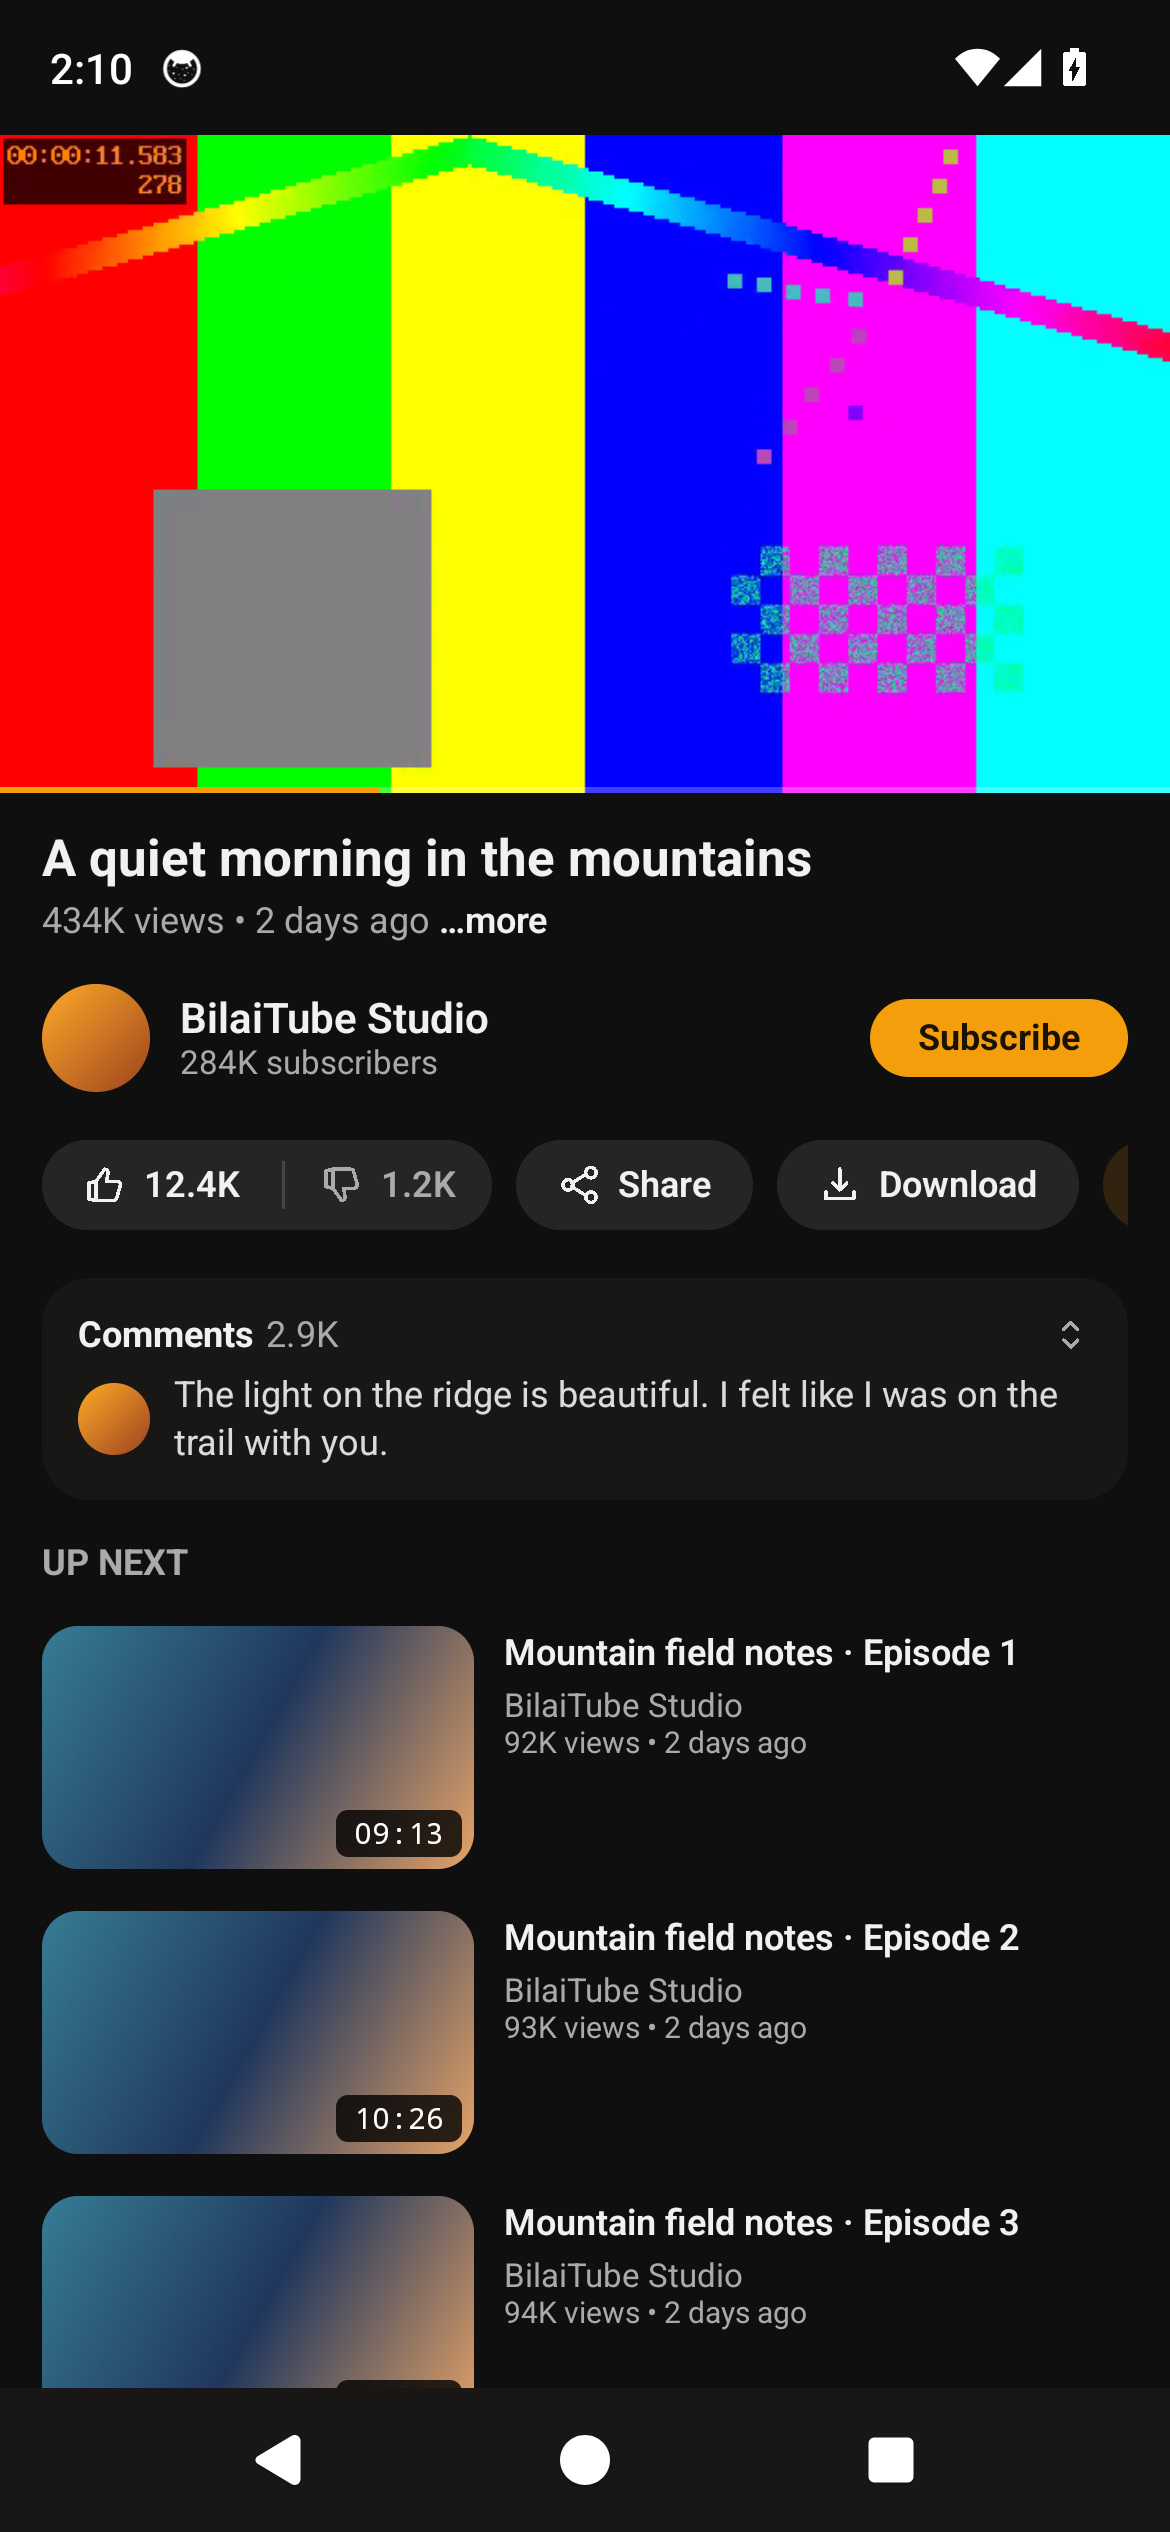 2:10
00:00:11.583
278
A quiet morning in the mountains
434K views • 2 days ago ...more
BilaiTube Studio
284K subscribers
Subscribe
12.4K
1.2K
Share
Download
Comments 2.9K
The light on the ridge is beautiful. I felt like I was on the
trail with you.
UP NEXT
Mountain field notes · Episode 1
BilaiTube Studio
92K views • 2 days ago
09:13
Mountain field notes · Episode 2
BilaiTube Studio
93K views • 2 days ago
10:26
Mountain field notes · Episode 3
BilaiTube Studio
94K views • 2 days ago